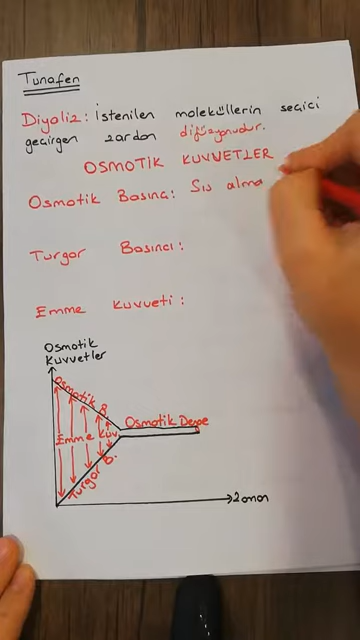 Tunafen
Diyaliz: İstenilen moleküllerin seçici
geçirgen zardan difüzyonudur.
OSMOTİK KUVVETLER
Osmotik Basınç: Sıs alma
Turgor Basıncı:
Emme Kuvveti:
Osmotik
Kuvvetler
Osmotik B.
Emme Kuv.
Turgor B.
Osmotik Denge
Zaman